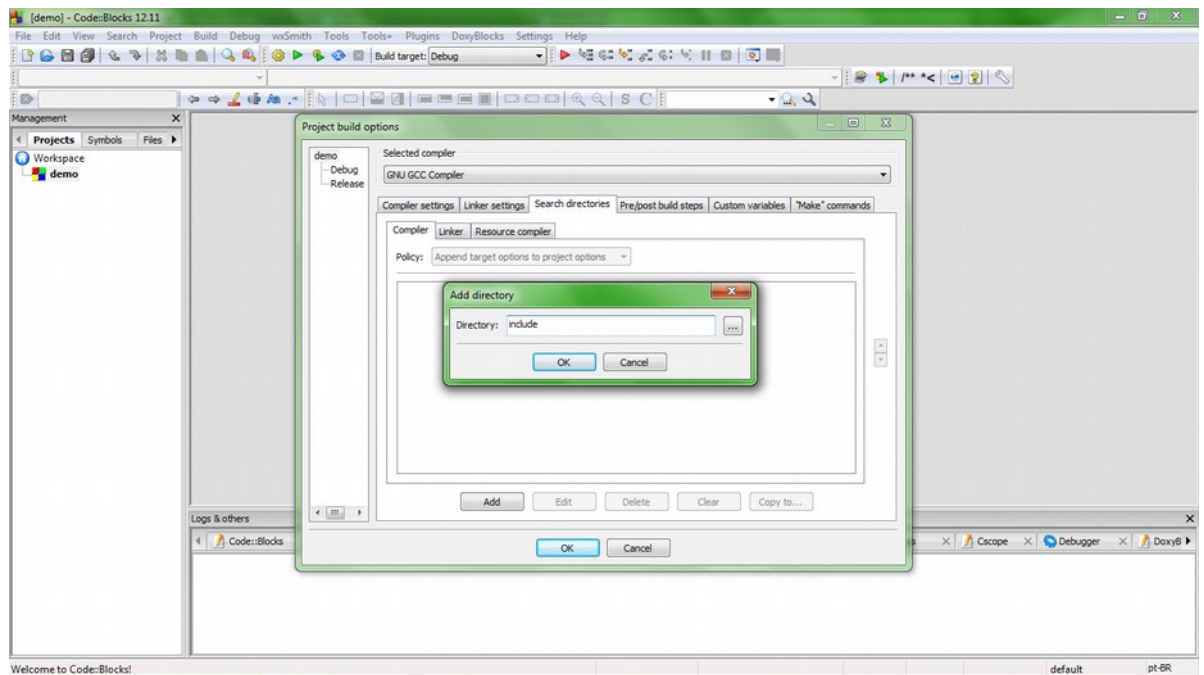 [demo] - Code::Blocks 12.11
File Edit View Search Project Build Debug wxSmith Tools Tools+ Plugins DoxyBlocks Settings Help
Build target: Debug
/** *<
S C
Management
Projects Symbols Files
Workspace
demo
Project build options
demo
Debug
Release
Selected compiler
GNU GCC Compiler
Compiler settings Linker settings Search directories Pre/post build steps Custom variables "Make" commands
Compiler Linker Resource compiler
Policy: Append target options to project options
Add directory
Directory: include ...
OK Cancel
Add Edit Delete Clear Copy to...
OK Cancel
Logs & others
Code::Blocks s Cscope Debugger DoxyB
Welcome to Code::Blocks! default pt-BR